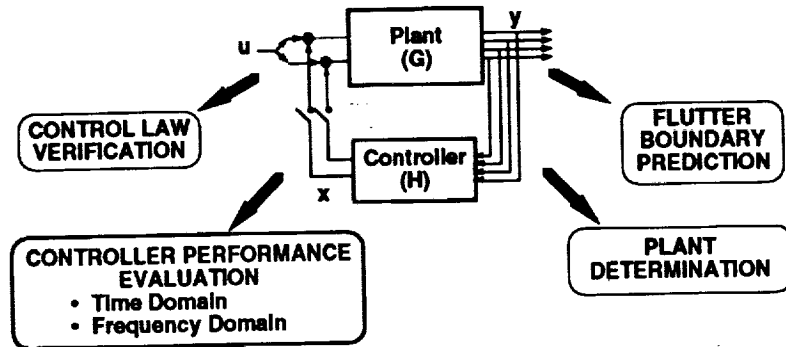 u
Plant
(G)
y
Controller
(H)
x
CONTROL LAW
VERIFICATION
FLUTTER
BOUNDARY
PREDICTION
CONTROLLER PERFORMANCE
EVALUATION
• Time Domain
• Frequency Domain
PLANT
DETERMINATION